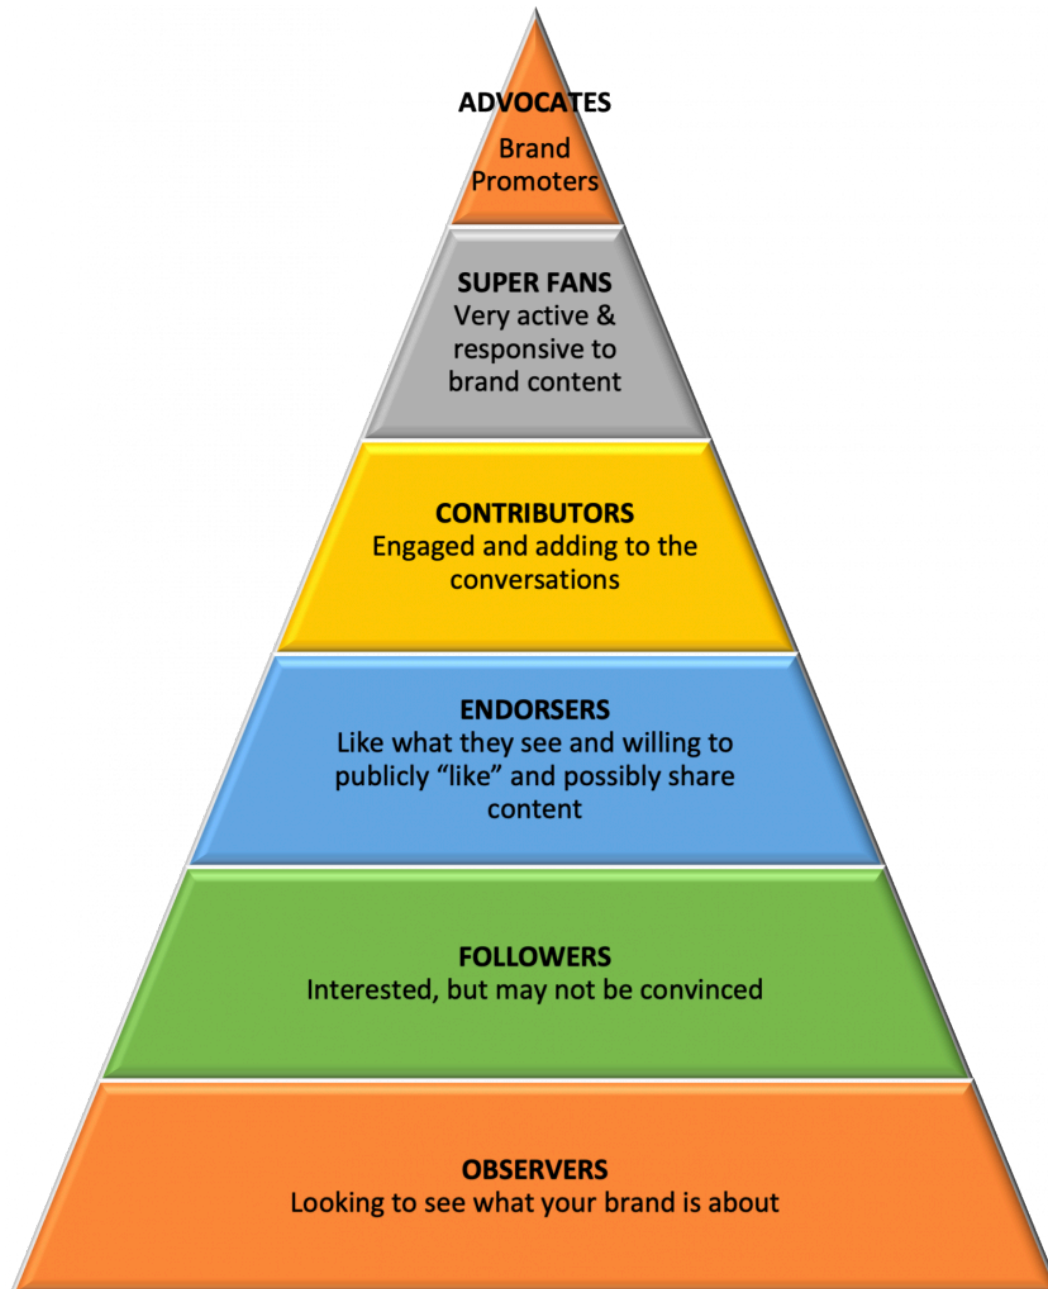 ADVOCATES
Brand
Promoters
SUPER FANS
Very active &
responsive to
brand content
CONTRIBUTORS
Engaged and adding to the
conversations
ENDORSERS
Like what they see and willing to
publicly “like” and possibly share
content
FOLLOWERS
Interested, but may not be convinced
OBSERVERS
Looking to see what your brand is about